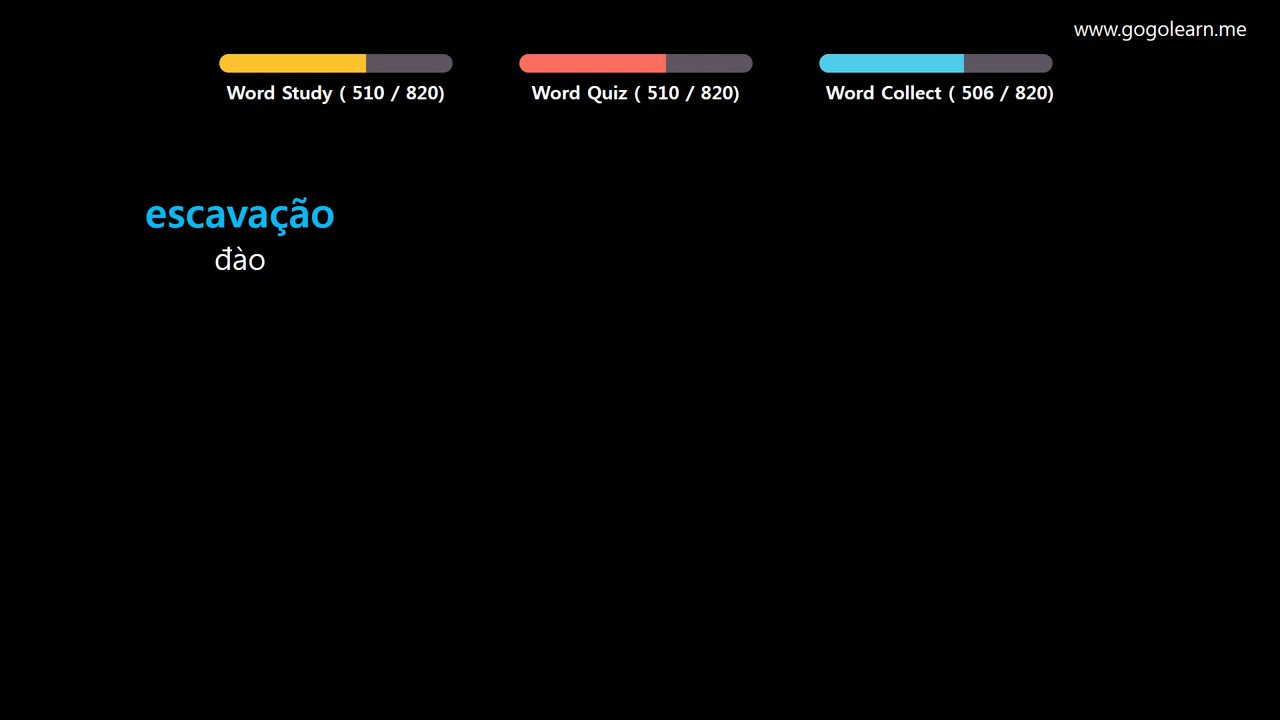 www.gogolearn.me
Word Study ( 510 / 820)
Word Quiz ( 510 / 820)
Word Collect ( 506 / 820)
escavação
đào